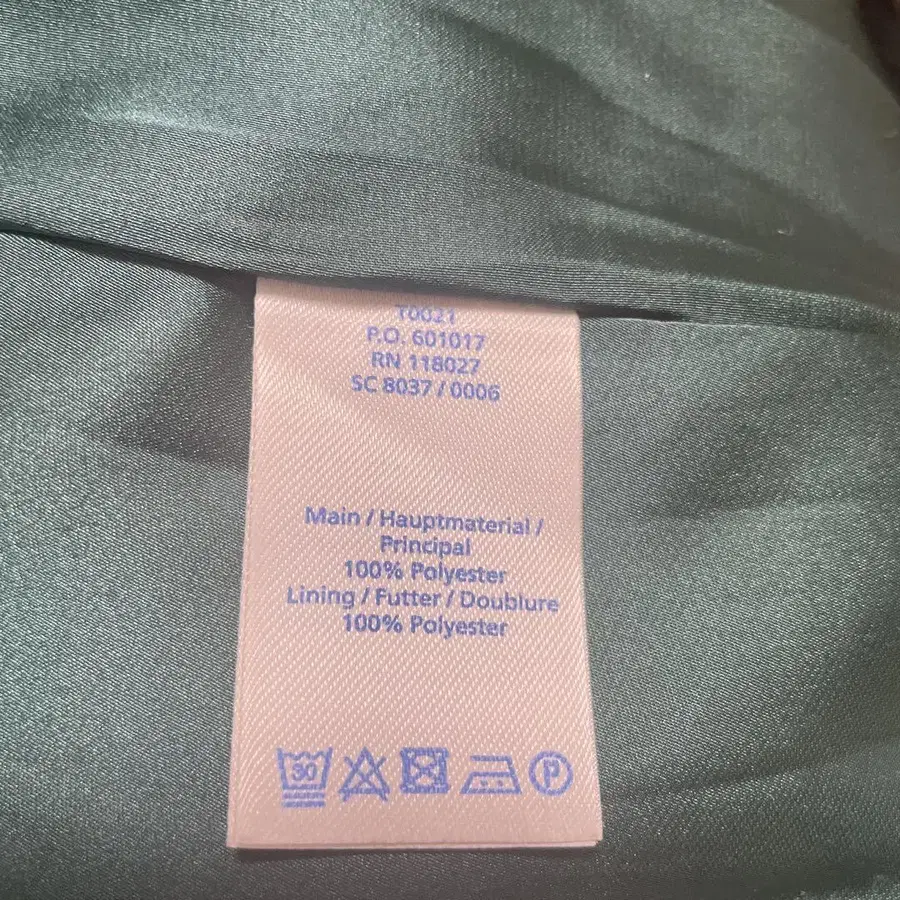 T0021
P.O. 601017
RN 118027
SC 8037 / 0006
Main / Hauptmaterial /
Principal
100% Polyester
Lining / Futter / Doublure
100% Polyester
30
P